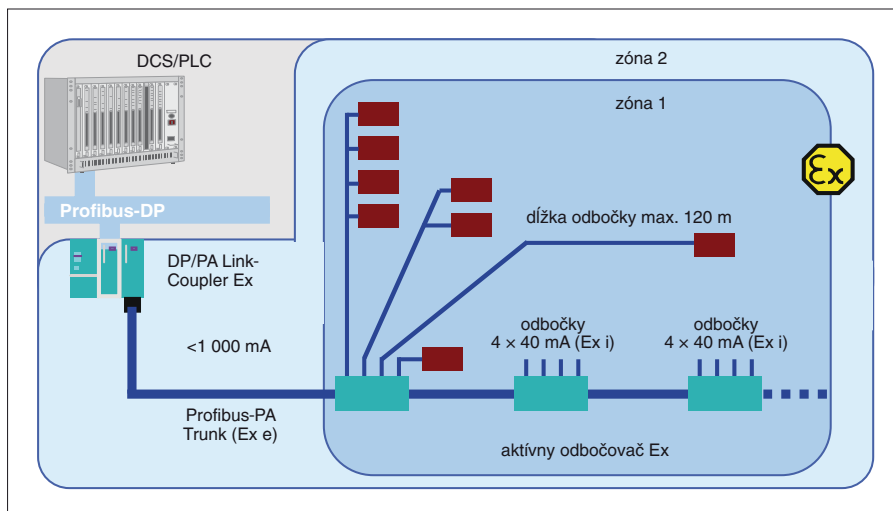 DCS/PLC
zóna 2
zóna 1
Ex
Profibus-DP
dĺžka odbočky max. 120 m
DP/PA Link-
Coupler Ex
<1 000 mA
odbočky
4 × 40 mA (Ex i)
odbočky
4 × 40 mA (Ex i)
Profibus-PA
Trunk (Ex e)
aktívny odbočovač Ex